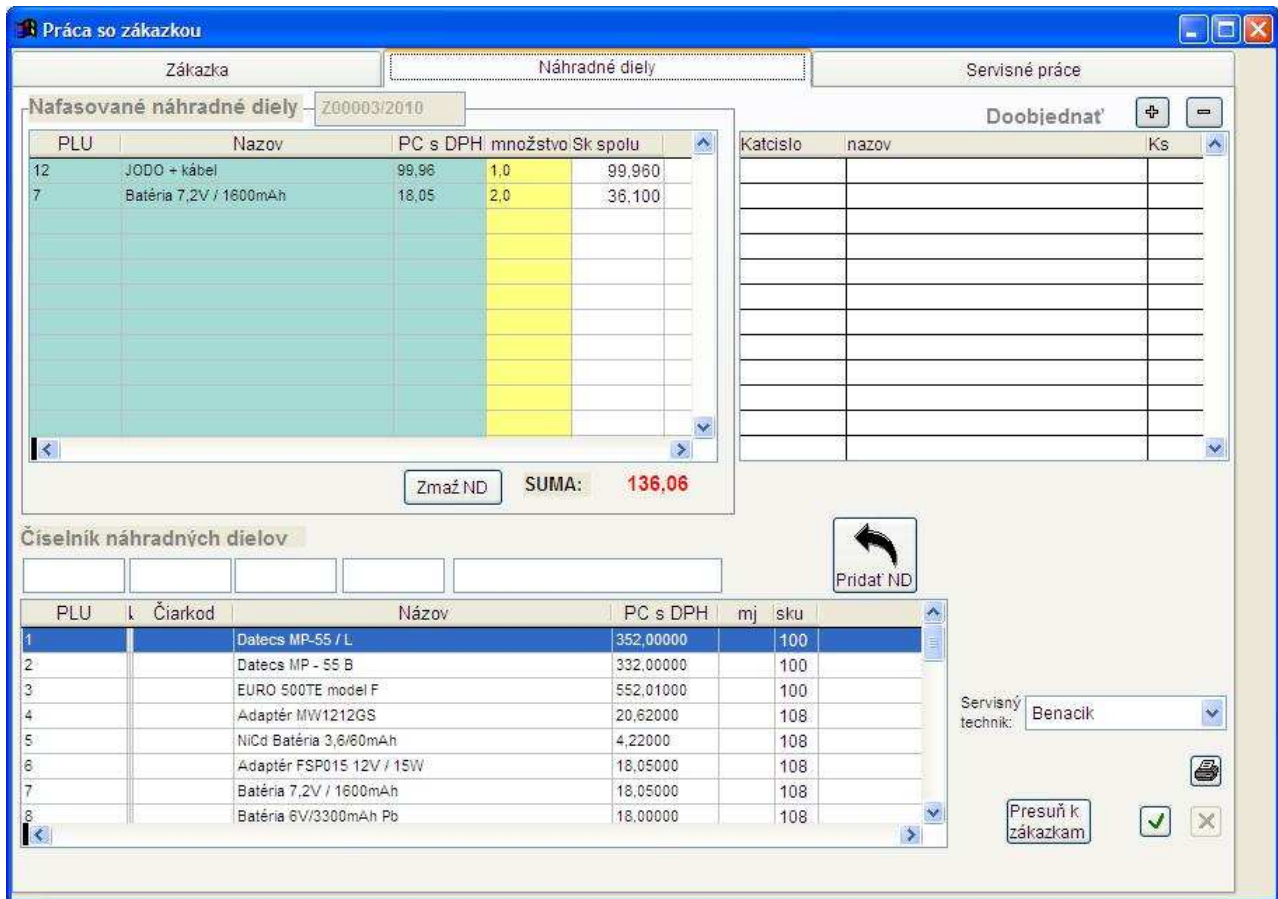 Práca so zákazkou
Zákazka Náhradné diely Servisné práce
Nafasované náhradné diely Z00003/2010
Doobjednať
PLU Nazov PC s DPH množstvo Sk spolu
12 JODO + kábel 99,96 1,0 99,960
7 Batéria 7,2V / 1600mAh 18,05 2,0 36,100
Katcislo nazov Ks
Zmaž ND SUMA: 136,06
Číselník náhradných dielov
Pridať ND
PLU Čiarkod Názov PC s DPH mj sku
1 Datecs MP-55 / L 352,00000 100
2 Datecs MP - 55 B 332,00000 100
3 EURO 500TE model F 552,01000 100
4 Adaptér MW1212GS 20,62000 108
5 NiCd Batéria 3,6/60mAh 4,22000 108
6 Adaptér FSP015 12V / 15W 18,05000 108
7 Batéria 7,2V / 1600mAh 18,05000 108
8 Batéria 6V/3300mAh Pb 18,00000 108
Servisný
technik: Benacik
Presuň k
zákazkam